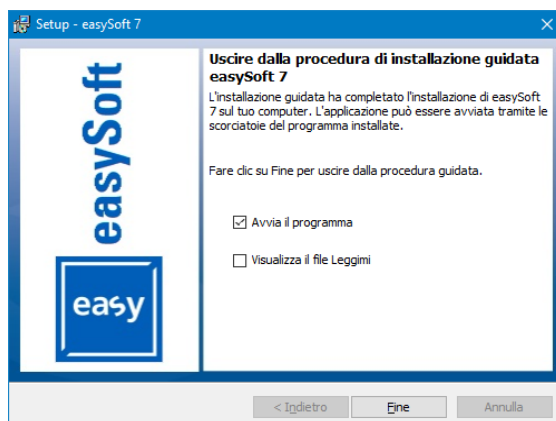 Setup - easySoft 7
easySoft
easy
Uscire dalla procedura di installazione guidata
easySoft 7
L'installazione guidata ha completato l'installazione di easySoft
7 sul tuo computer. L'applicazione può essere avviata tramite le
scorciatoie del programma installate.
Fare clic su Fine per uscire dalla procedura guidata.
Avvia il programma
Visualizza il file Leggimi
< Indietro
Fine
Annulla